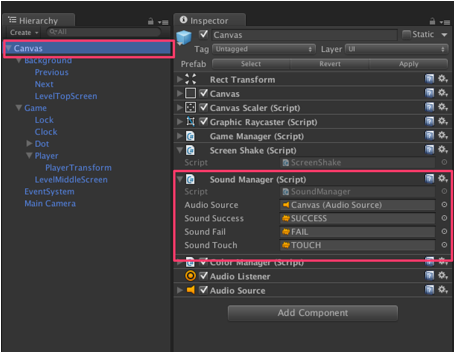 Hierarchy
Create
All
Canvas
Background
Previous
Next
LevelTopScreen
Game
Lock
Clock
Dot
Player
PlayerTransform
LevelMiddleScreen
EventSystem
Main Camera
Inspector
Canvas Static
Tag Untagged Layer UI
Prefab Select Revert Apply
Rect Transform
Canvas
Canvas Scaler (Script)
Graphic Raycaster (Script)
Game Manager (Script)
Screen Shake (Script)
Script ScreenShake
Sound Manager (Script)
Script SoundManager
Audio Source Canvas (Audio Source)
Sound Success SUCCESS
Sound Fail FAIL
Sound Touch TOUCH
Color Manager (Script)
Audio Listener
Audio Source
Add Component